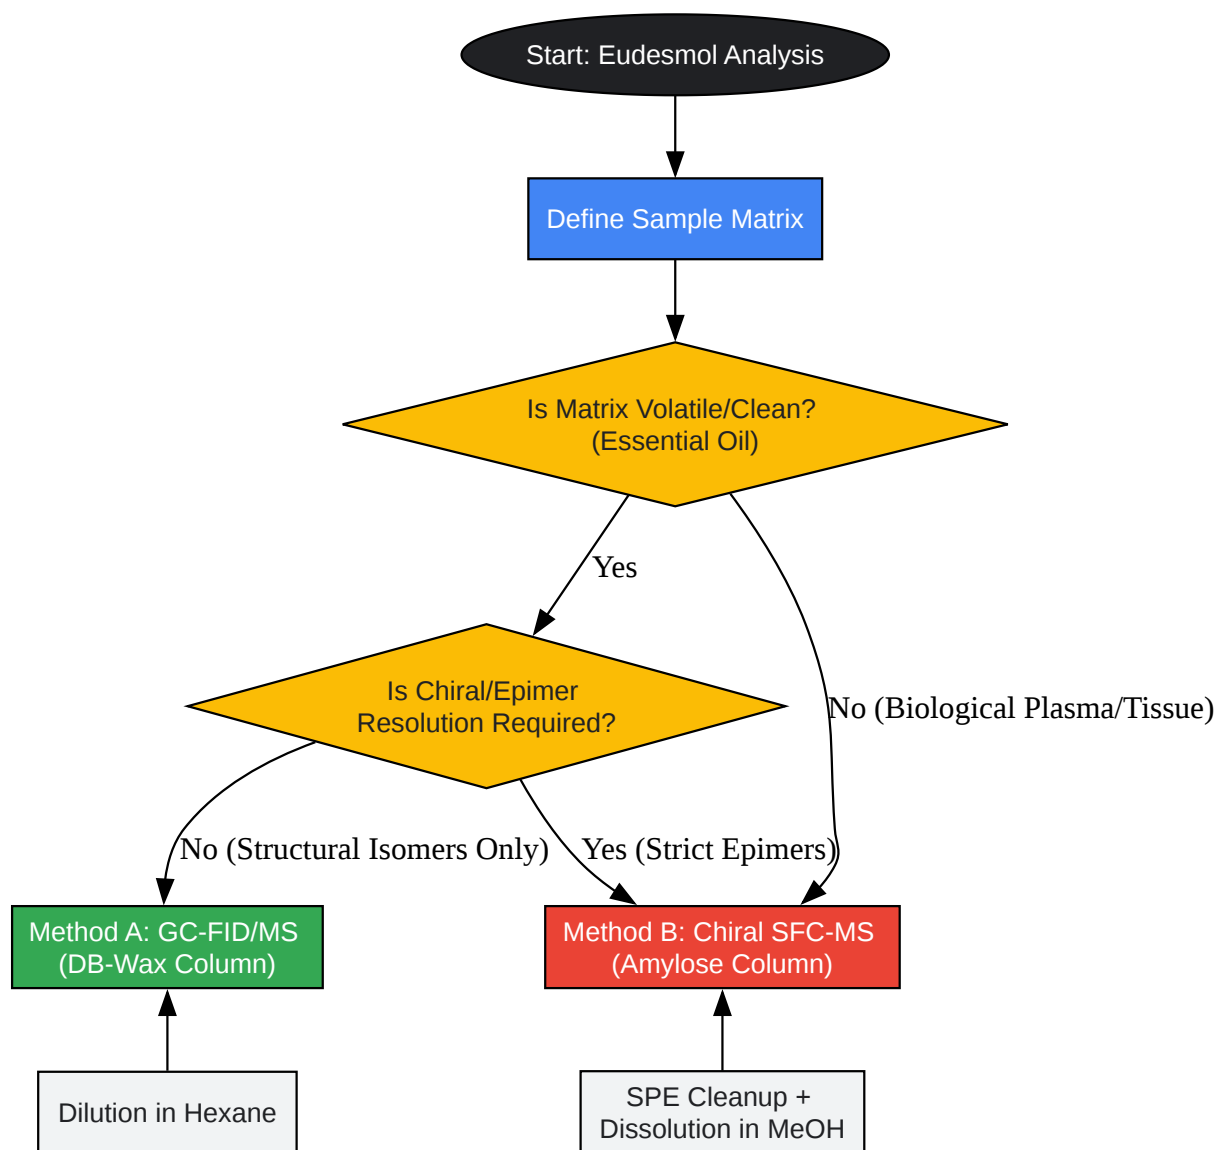 Start: Eudesmol Analysis
Define Sample Matrix
Is Matrix Volatile/Clean?
(Essential Oil)
Yes
Is Chiral/Epimer
Resolution Required?
No (Biological Plasma/Tissue)
No (Structural Isomers Only)
Yes (Strict Epimers)
Method A: GC-FID/MS
(DB-Wax Column)
Method B: Chiral SFC-MS
(Amylose Column)
Dilution in Hexane
SPE Cleanup +
Dissolution in MeOH